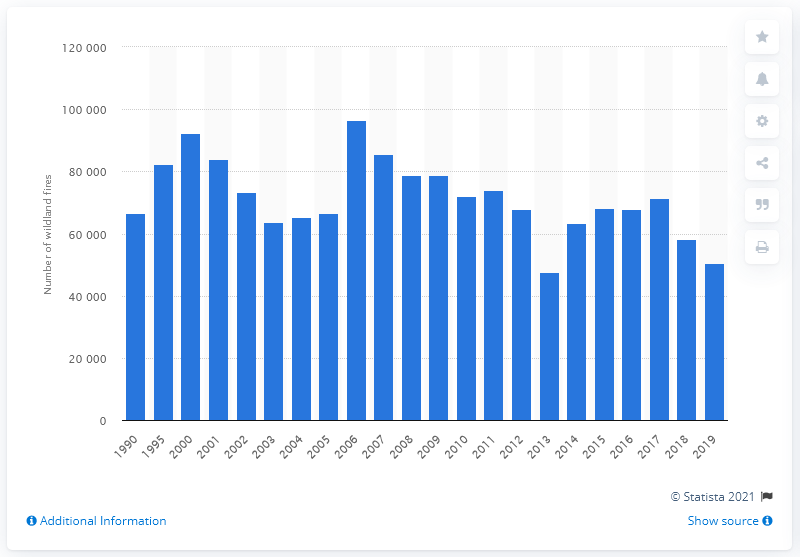 120 000
100 000
80 000
60 000
40 000
20 000
0
Number of wildland fires
1990 1995 2000 2001 2002 2003 2004 2005 2006 2007 2008 2009 2010 2011 2012 2013 2014 2015 2016 2017 2018 2019
© Statista 2021
Additional Information Show source